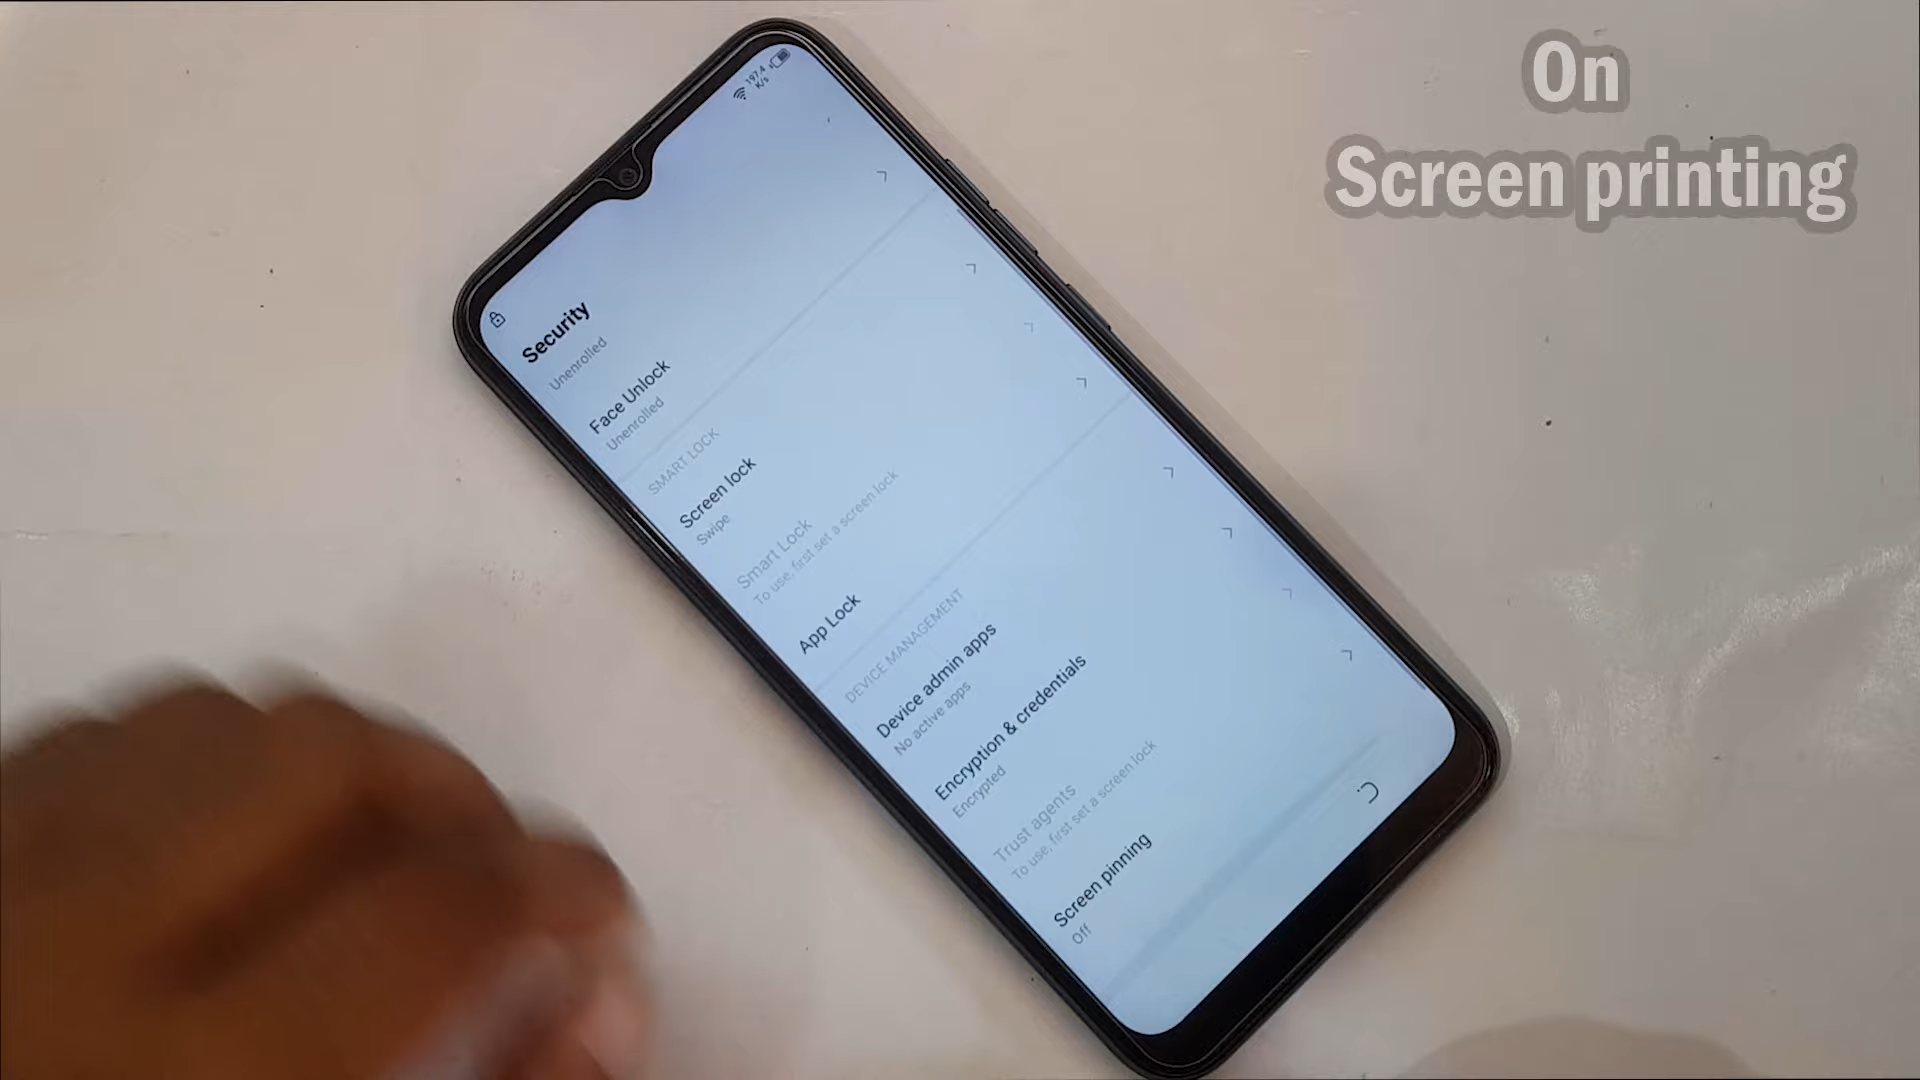 On
Screen printing
197.4
K/s
Security
Unenrolled
Face Unlock
Unenrolled
SMART LOCK
Screen lock
Swipe
Smart Lock
To use, first set a screen lock
App Lock
DEVICE MANAGEMENT
Device admin apps
No active apps
Encryption & credentials
Encrypted
Trust agents
To use, first set a screen lock
Screen pinning
Off